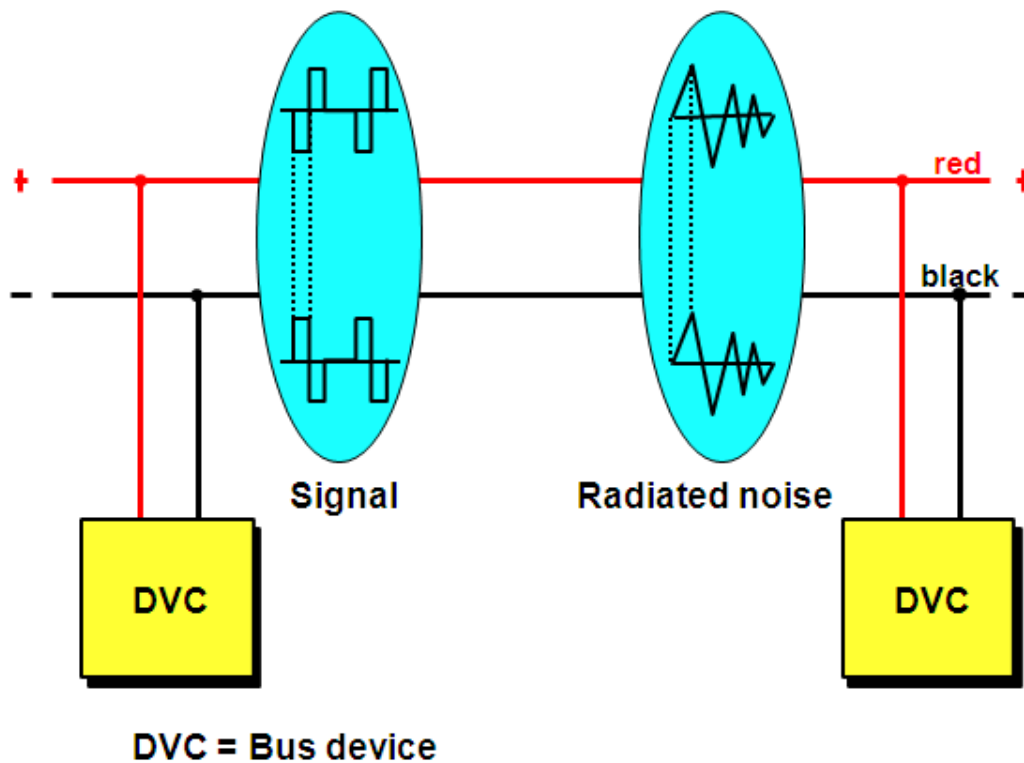 + red +
- black -
Signal Radiated noise
DVC DVC
DVC = Bus device